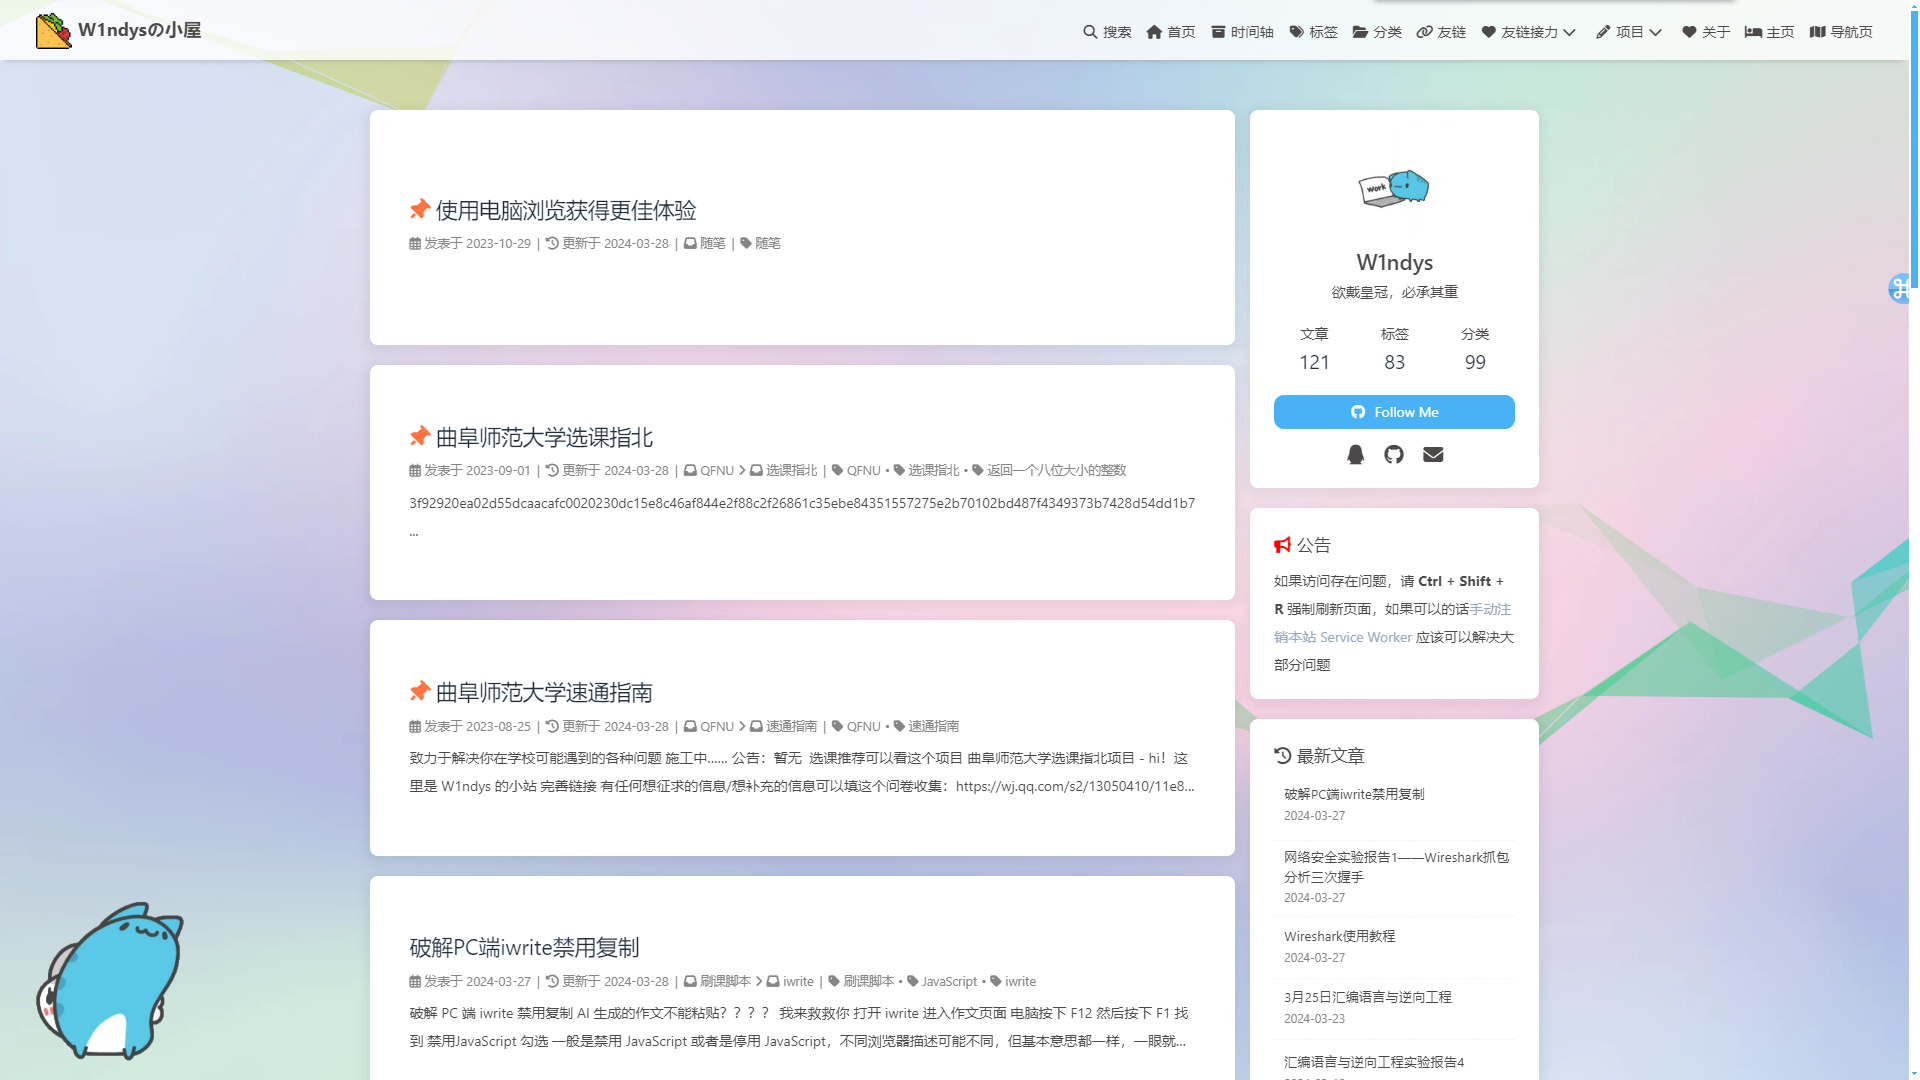 W1ndysの小屋
搜索 首页 时间轴 标签 分类 友链 友链接力 项目 关于 主页 导航页
使用电脑浏览获得更佳体验
发表于 2023-10-29 | 更新于 2024-03-28 | 随笔 | 随笔
曲阜师范大学选课指北
发表于 2023-09-01 | 更新于 2024-03-28 | QFNU 选课指北 | QFNU • 选课指北 • 返回一个八位大小的整数
3f92920ea02d55dcaacafc0020230dc15e8c46af844e2f88c2f26861c35ebe84351557275e2b70102bd487f4349373b7428d54dd1b7
...
曲阜师范大学速通指南
发表于 2023-08-25 | 更新于 2024-03-28 | QFNU 速通指南 | QFNU • 速通指南
致力于解决你在学校可能遇到的各种问题 施工中...... 公告：暂无 选课推荐可以看这个项目 曲阜师范大学选课指北项目 - hi！这
里是 W1ndys 的小站 完善链接 有任何想征求的信息/想补充的信息可以填这个问卷收集：https://wj.qq.com/s2/13050410/11e8...
破解PC端iwrite禁用复制
发表于 2024-03-27 | 更新于 2024-03-28 | 刷课脚本 iwrite | 刷课脚本 • JavaScript • iwrite
破解 PC 端 iwrite 禁用复制 AI 生成的作文不能粘贴？？？？ 我来救救你 打开 iwrite 进入作文页面 电脑按下 F12 然后按下 F1 找
到 禁用JavaScript 勾选 一般是禁用 JavaScript 或者是停用 JavaScript，不同浏览器描述可能不同，但基本意思都一样，一眼就...
work
W1ndys
欲戴皇冠，必承其重
文章 标签 分类
121 83 99
Follow Me
公告
如果访问存在问题，请 Ctrl + Shift +
R 强制刷新页面，如果可以的话手动注
销本站 Service Worker 应该可以解决大
部分问题
最新文章
破解PC端iwrite禁用复制
2024-03-27
网络安全实验报告1——Wireshark抓包
分析三次握手
2024-03-27
Wireshark使用教程
2024-03-27
3月25日汇编语言与逆向工程
2024-03-23
汇编语言与逆向工程实验报告4